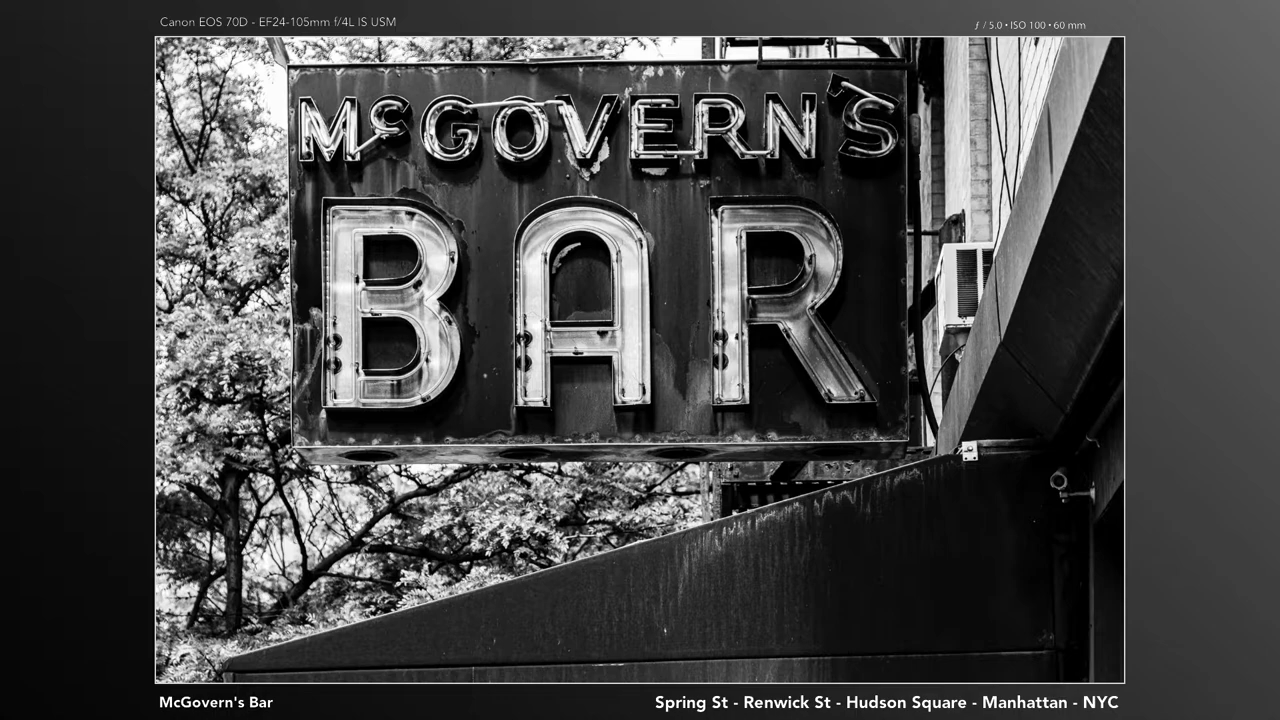 Canon EOS 70D - EF24-105mm f/4L IS USM
ƒ / 5.0 • ISO 100 • 60 mm
McGOVERN'S
BAR
McGovern's Bar
Spring St - Renwick St - Hudson Square - Manhattan - NYC